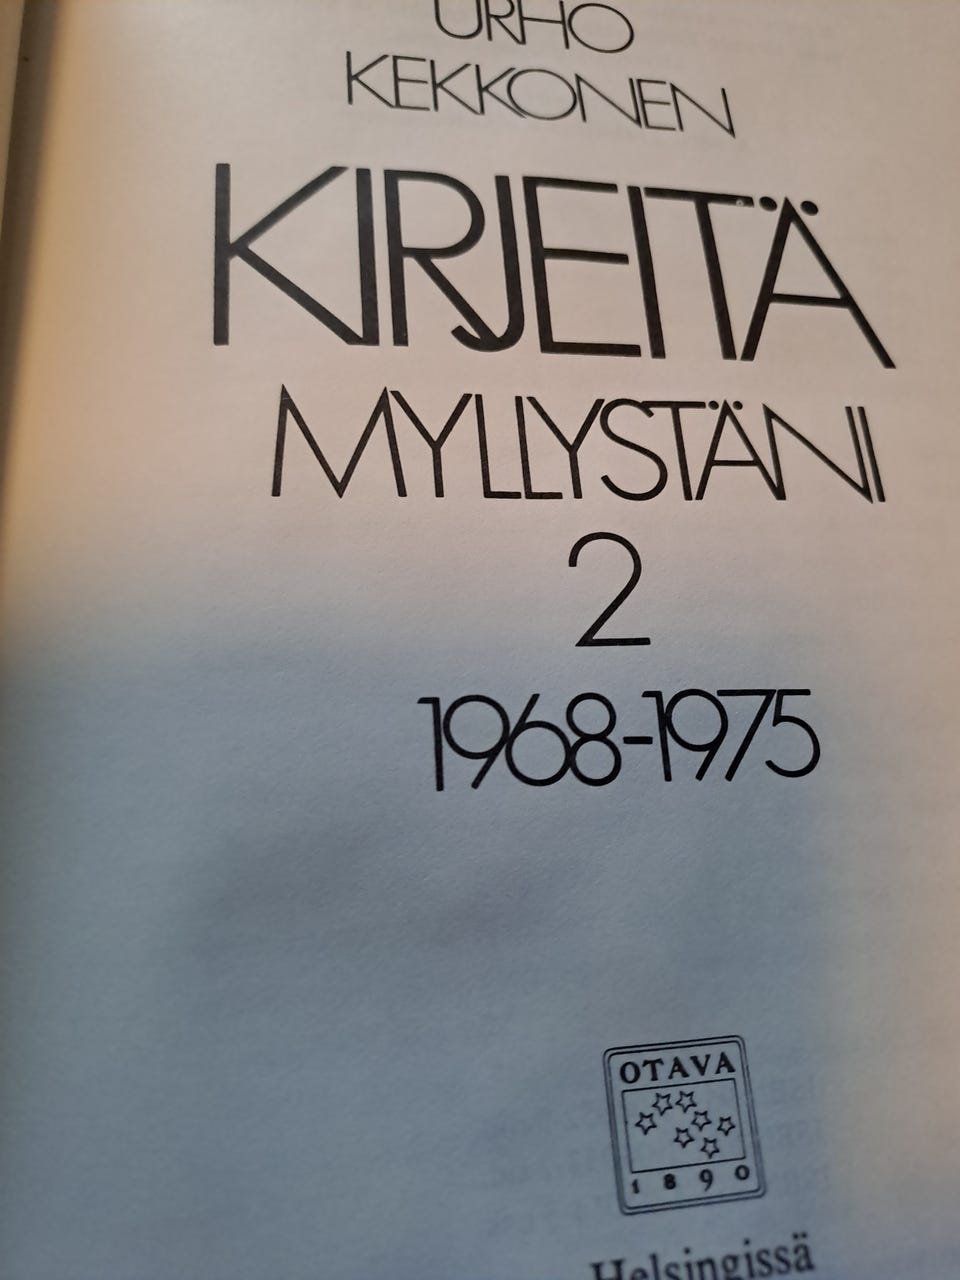 URHO
KEKKONEN
KIRJEITÄ
MYLLYSTÄNI
2
1968-1975
OTAVA
1890
Helsingissä